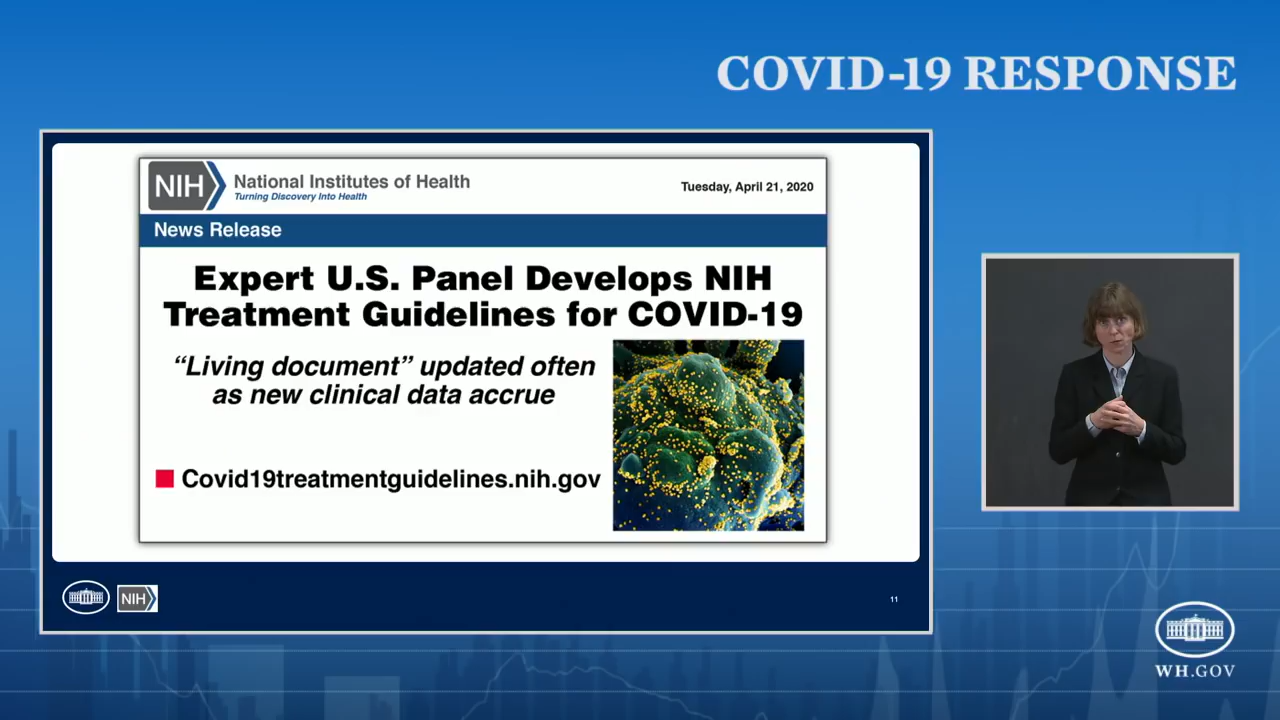 COVID-19 RESPONSE
NIH
National Institutes of Health
Turning Discovery Into Health
Tuesday, April 21, 2020
News Release
Expert U.S. Panel Develops NIH
Treatment Guidelines for COVID-19
“Living document” updated often
as new clinical data accrue
Covid19treatmentguidelines.nih.gov
NIH
11
WH.GOV